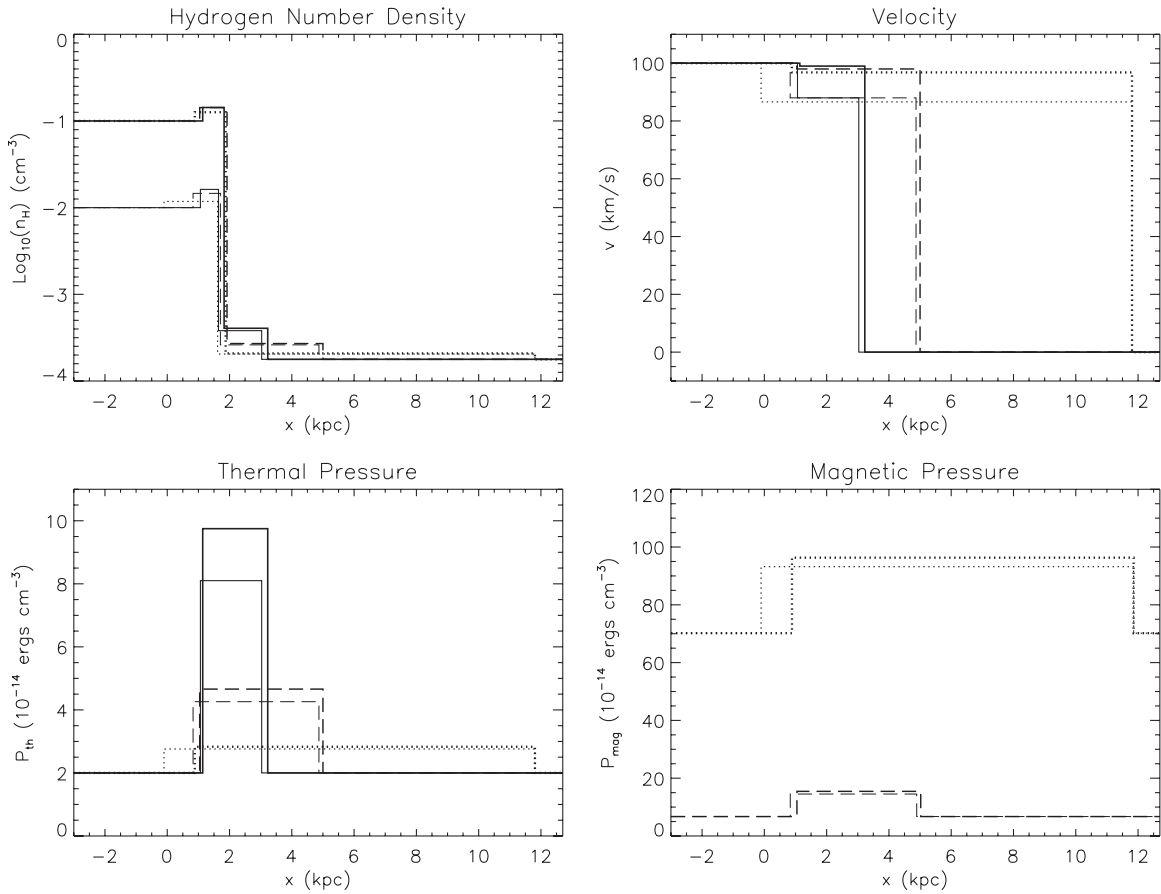 Hydrogen Number Density
Log₁₀(n_H) (cm⁻³)
0
−1
−2
−3
−4
−2 0 2 4 6 8 10 12
x (kpc)
Velocity
v (km/s)
100
80
60
40
20
0
−2 0 2 4 6 8 10 12
x (kpc)
Thermal Pressure
P_th (10⁻¹⁴ ergs cm⁻³)
10
8
6
4
2
0
−2 0 2 4 6 8 10 12
x (kpc)
Magnetic Pressure
P_mag (10⁻¹⁴ ergs cm⁻³)
120
100
80
60
40
20
0
−2 0 2 4 6 8 10 12
x (kpc)